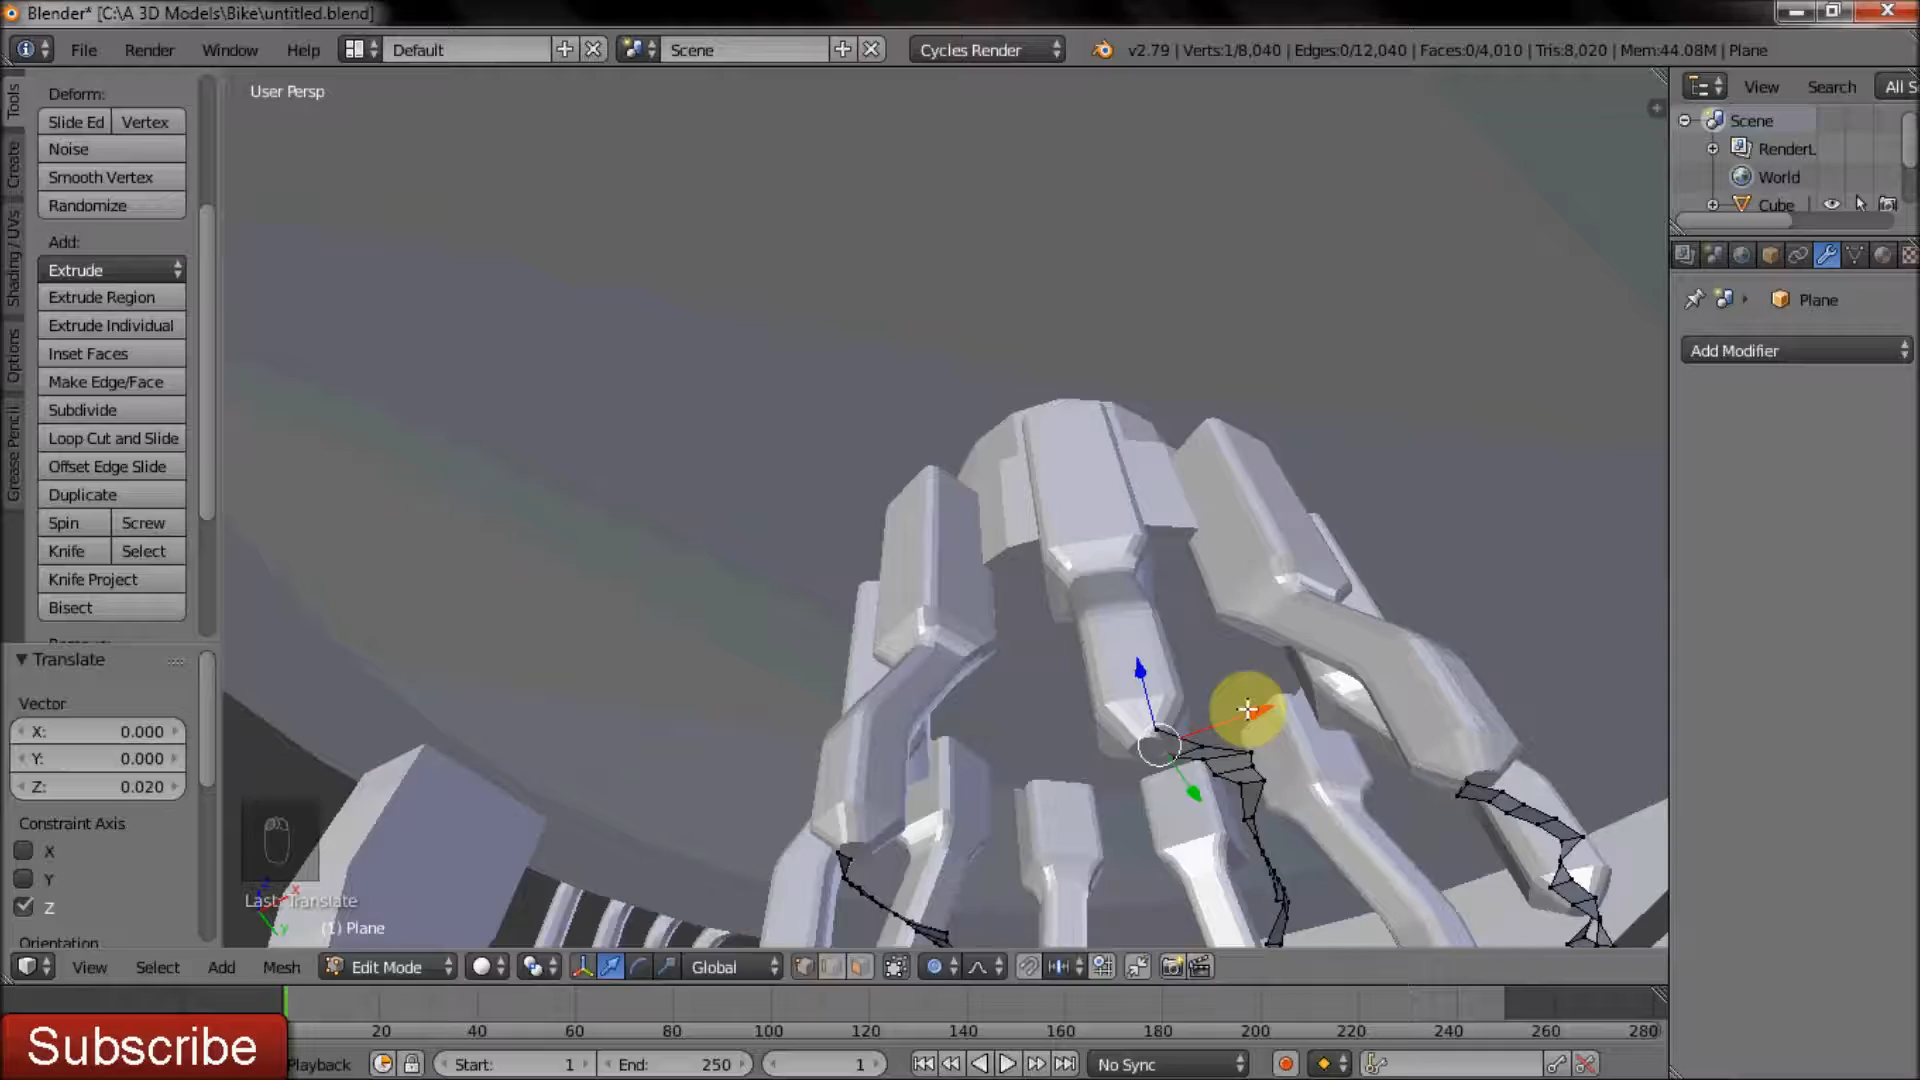 Blender* [C:\A 3D Models\Bike\untitled.blend]
File Render Window Help Default Scene Cycles Render v2.79 | Verts:1/8,040 | Edges:0/12,040 | Faces:0/4,010 | Tris:8,020 | Mem:44.08M | Plane
User Persp
Tools
Create
Shading / UVs
Options
Grease Pencil
Deform:
Slide Ed Vertex
Noise
Smooth Vertex
Randomize
Add:
Extrude
Extrude Region
Extrude Individual
Inset Faces
Make Edge/Face
Subdivide
Loop Cut and Slide
Offset Edge Slide
Duplicate
Spin Screw
Knife Select
Knife Project
Bisect
Translate
Vector
X: 0.000
Y: 0.000
Z: 0.020
Constraint Axis
X
Y
Z
Orientation
Last: Translate
(1) Plane
View Search All S
Scene
RenderL
World
Cube
Plane
Add Modifier
View Select Add Mesh Edit Mode Global
20 40 60 80 100 120 140 160 180 200 220 240 260 280
Subscribe
Playback Start: 1 End: 250 1 No Sync